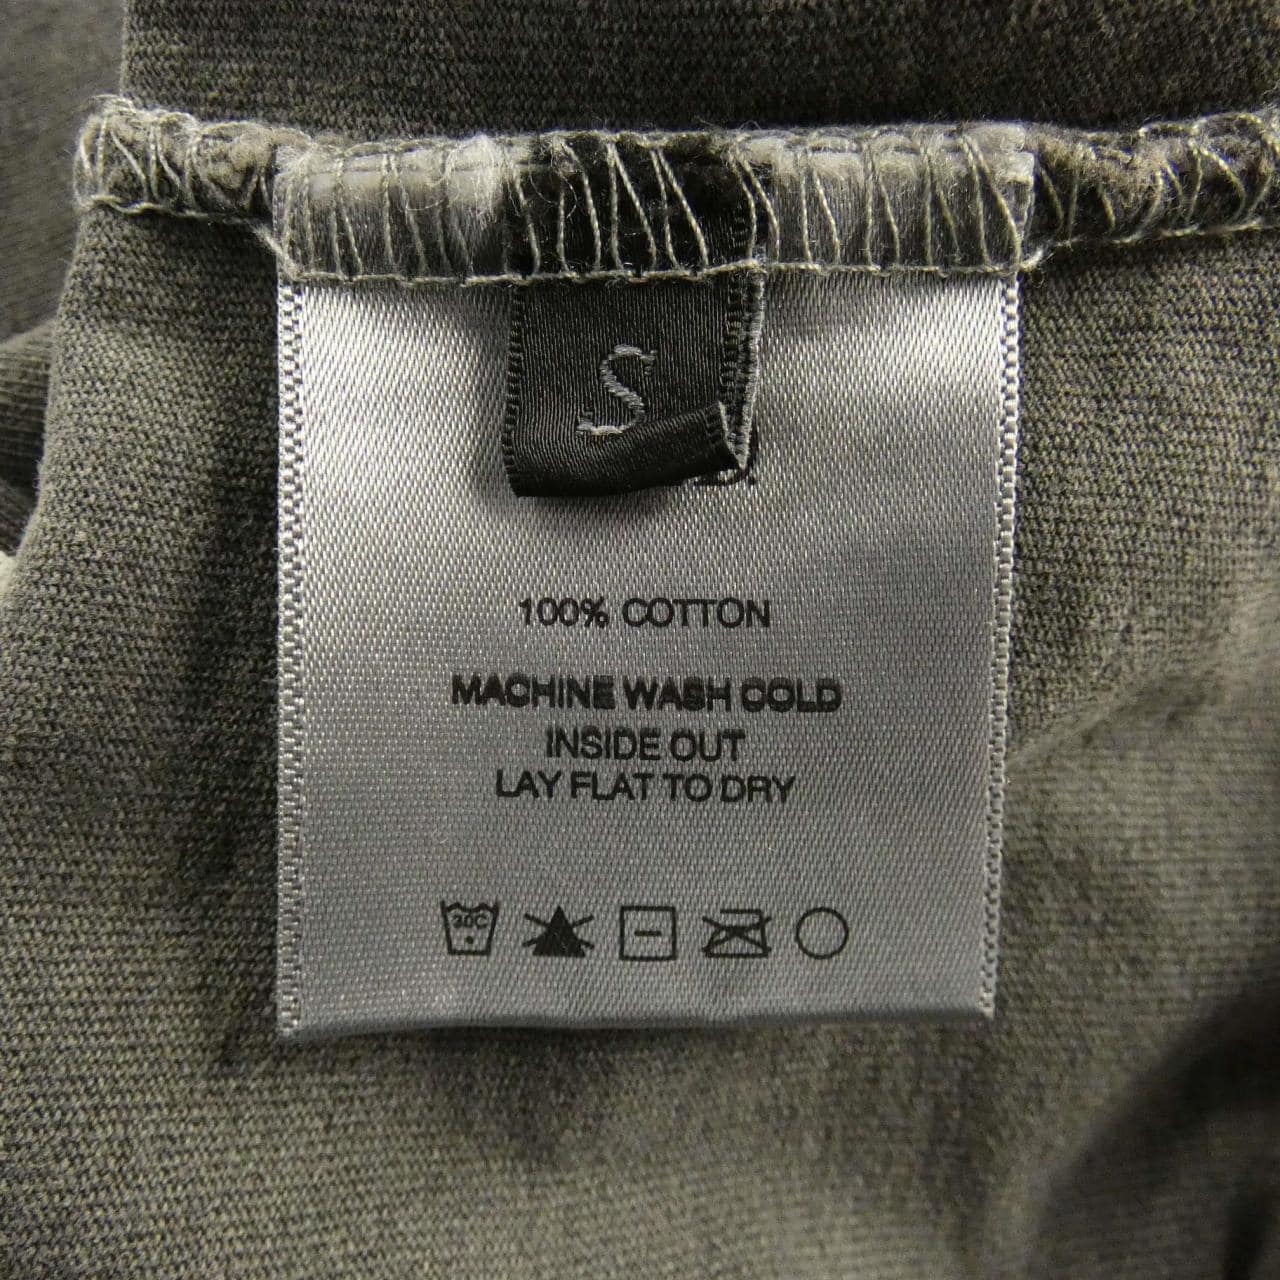 S
D.
100% COTTON
MACHINE WASH COLD
INSIDE OUT
LAY FLAT TO DRY
30C